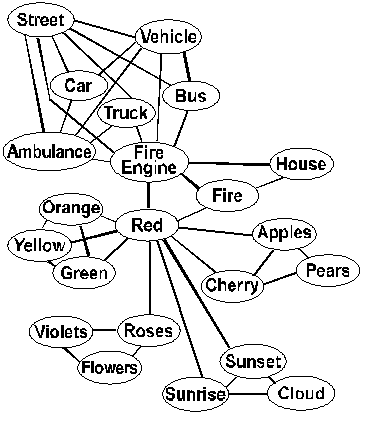 Street
Vehicle
Car
Bus
Truck
Ambulance
Fire
Engine
House
Fire
Orange
Red
Apples
Yellow
Green
Cherry
Pears
Violets
Roses
Flowers
Sunset
Sunrise
Cloud